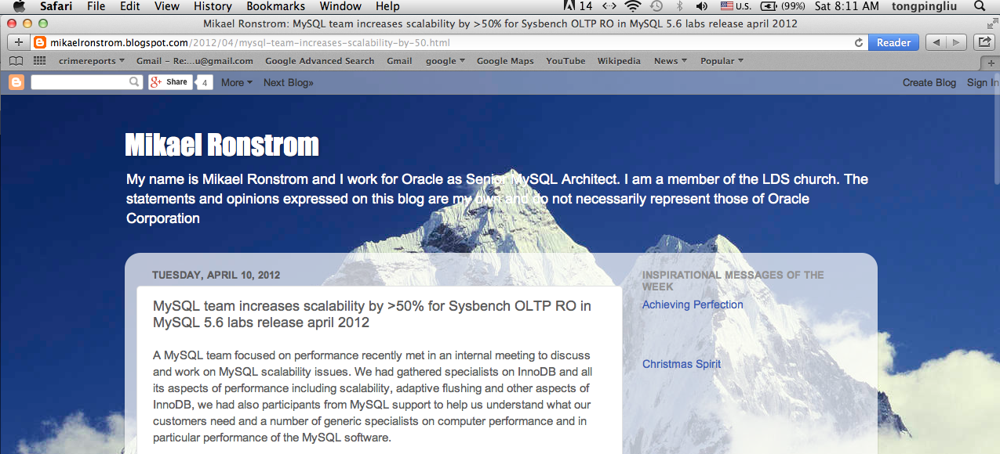 Safari File Edit View History Bookmarks Window Help 14 U.S. (99%) Sat 8:11 AM tongpingliu
Mikael Ronstrom: MySQL team increases scalability by >50% for Sysbench OLTP RO in MySQL 5.6 labs release april 2012
mikaelronstrom.blogspot.com/2012/04/mysql-team-increases-scalability-by-50.html Reader
crimereports Gmail – Re:...u@gmail.com Google Advanced Search Gmail google Google Maps YouTube Wikipedia News Popular
g+ Share 4 More Next Blog» Create Blog Sign In
Mikael Ronstrom
My name is Mikael Ronstrom and I work for Oracle as Senior MySQL Architect. I am a member of the LDS church. The
statements and opinions expressed on this blog are my own and do not necessarily represent those of Oracle
Corporation
TUESDAY, APRIL 10, 2012
MySQL team increases scalability by >50% for Sysbench OLTP RO in
MySQL 5.6 labs release april 2012
A MySQL team focused on performance recently met in an internal meeting to discuss
and work on MySQL scalability issues. We had gathered specialists on InnoDB and all
its aspects of performance including scalability, adaptive flushing and other aspects of
InnoDB, we had also participants from MySQL support to help us understand what our
customers need and a number of generic specialists on computer performance and in
particular performance of the MySQL software.
INSPIRATIONAL MESSAGES OF THE
WEEK
Achieving Perfection
Christmas Spirit